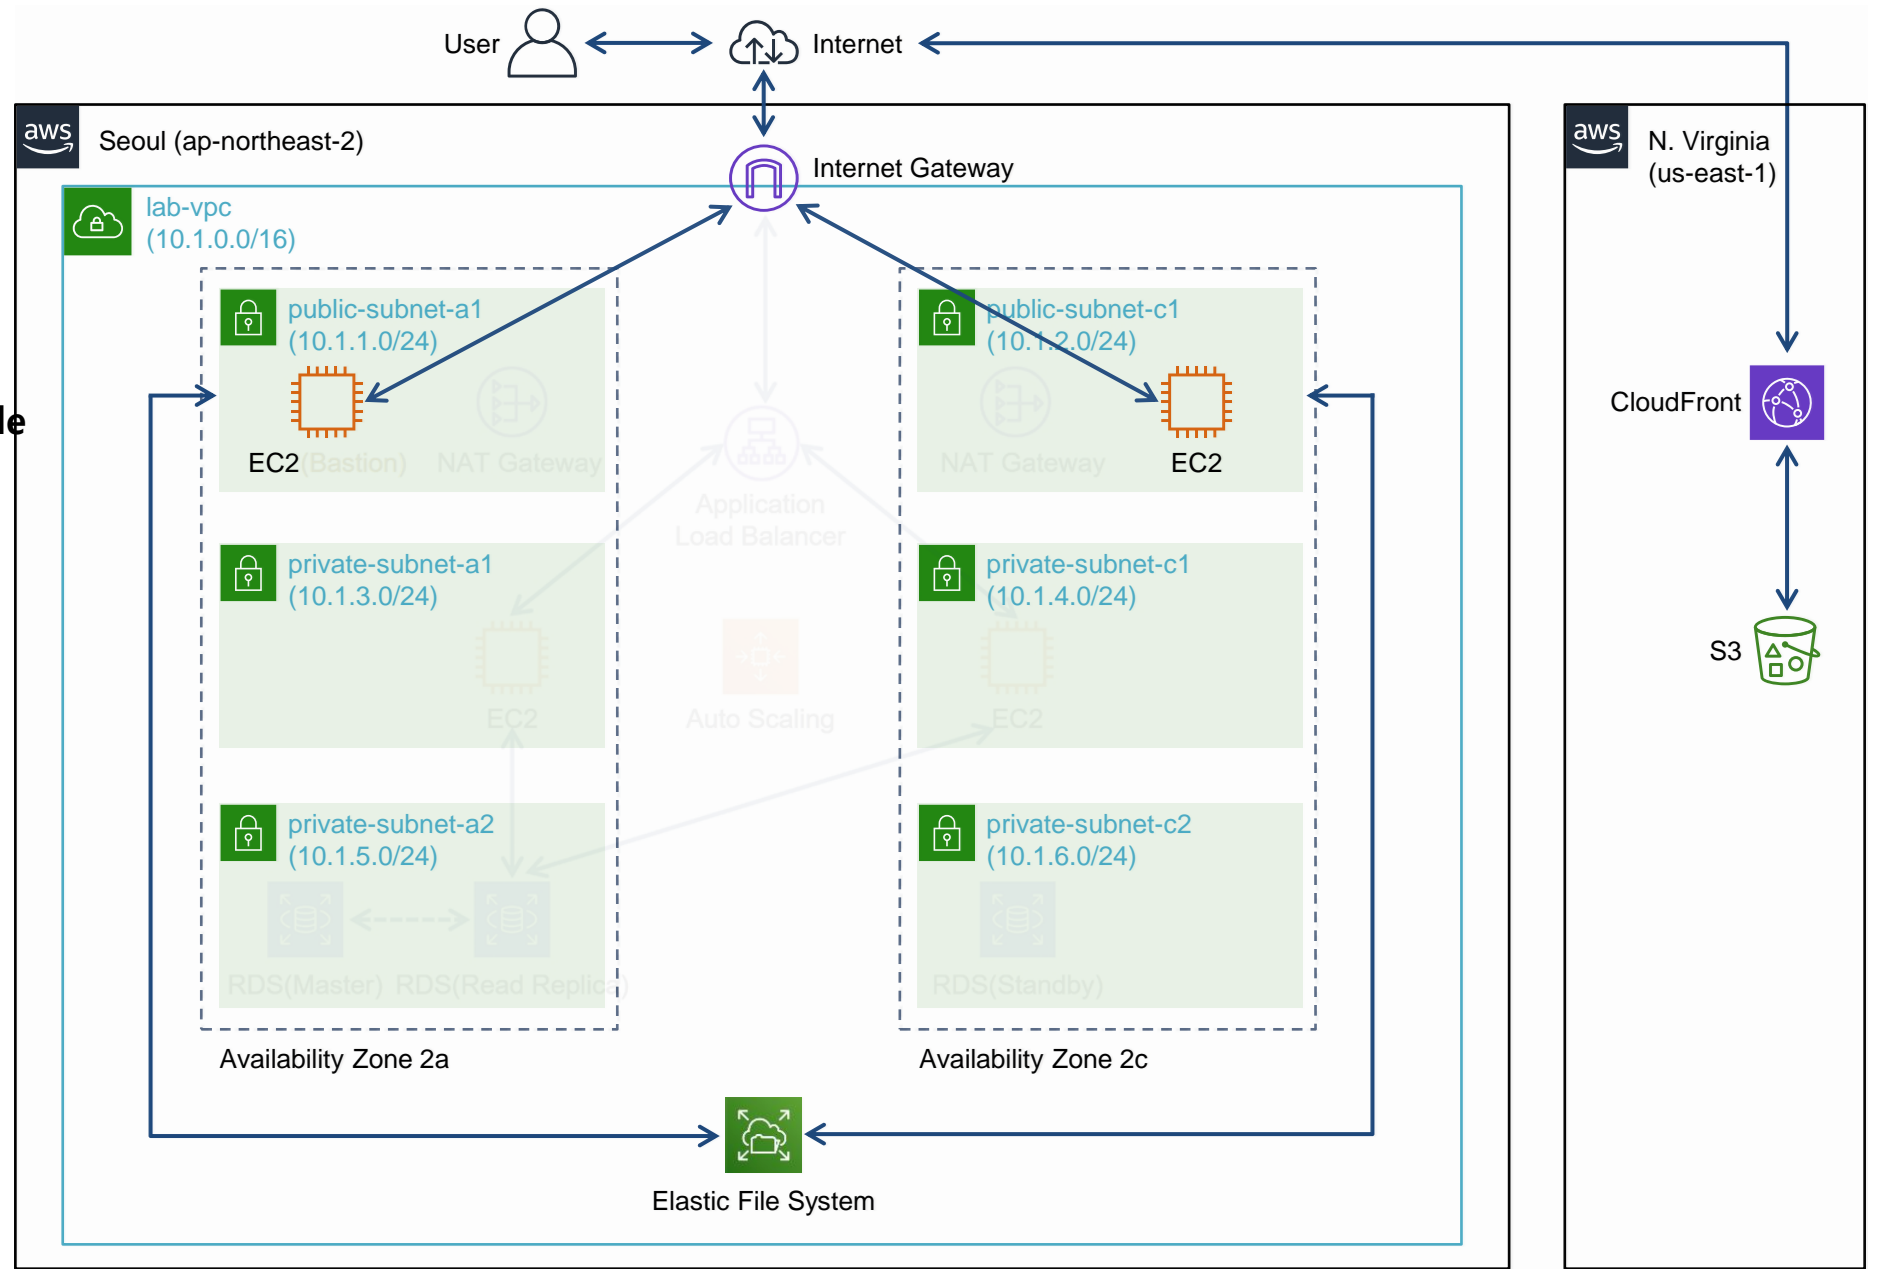 User
Internet
aws
Seoul (ap-northeast-2)
Internet Gateway
lab-vpc
(10.1.0.0/16)
public-subnet-a1
(10.1.1.0/24)
EC2(Bastion)
NAT Gateway
private-subnet-a1
(10.1.3.0/24)
EC2
private-subnet-a2
(10.1.5.0/24)
RDS(Master)
RDS(Read Replica)
Availability Zone 2a
Application
Load Balancer
Auto Scaling
public-subnet-c1
(10.1.2.0/24)
NAT Gateway
EC2
private-subnet-c1
(10.1.4.0/24)
EC2
private-subnet-c2
(10.1.6.0/24)
RDS(Standby)
Availability Zone 2c
Elastic File System
aws
N. Virginia
(us-east-1)
CloudFront
S3